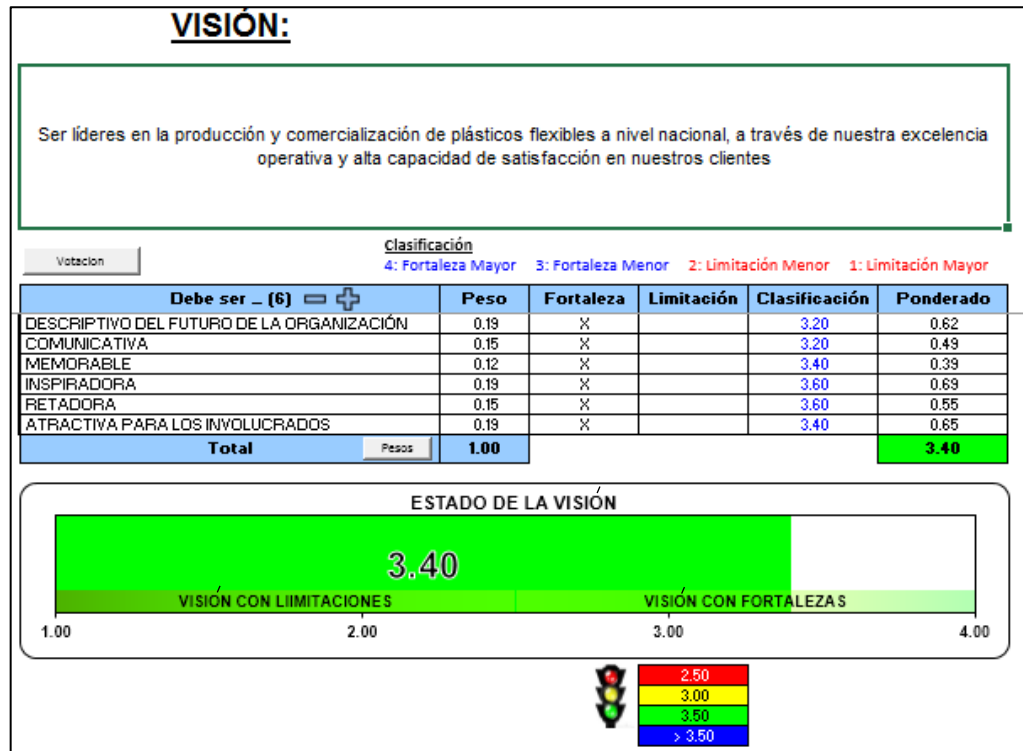 VISIÓN:
Ser líderes en la producción y comercialización de plásticos flexibles a nivel nacional, a través de nuestra excelencia
operativa y alta capacidad de satisfacción en nuestros clientes
Votacion
Clasificación
4: Fortaleza Mayor 3: Fortaleza Menor 2: Limitación Menor 1: Limitación Mayor
Debe ser _ (6) Peso Fortaleza Limitación Clasificación Ponderado
DESCRIPTIVO DEL FUTURO DE LA ORGANIZACIÓN 0.19 X 3.20 0.62
COMUNICATIVA 0.15 X 3.20 0.49
MEMORABLE 0.12 X 3.40 0.39
INSPIRADORA 0.19 X 3.60 0.69
RETADORA 0.15 X 3.60 0.55
ATRACTIVA PARA LOS INVOLUCRADOS 0.19 X 3.40 0.65
Total Pesos 1.00 3.40
ESTADO DE LA VISIÓN
3.40
VISIÓN CON LIIMITACIONES VISIÓN CON FORTALEZAS
1.00 2.00 3.00 4.00
2.50
3.00
3.50
> 3.50